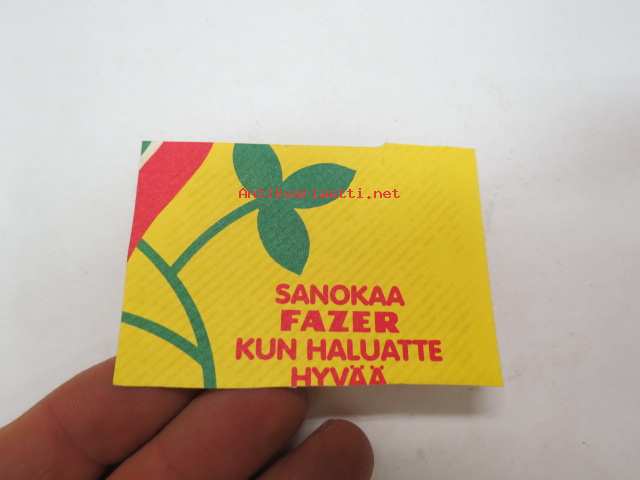 Antikvariaatti.net
SANOKAA
FAZER
KUN HALUATTE
HYVÄÄ